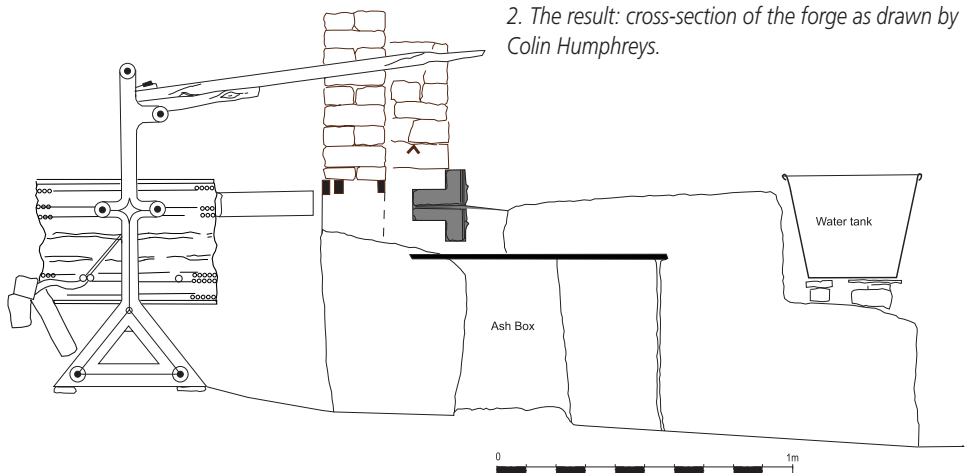 2. The result: cross-section of the forge as drawn by
Colin Humphreys.
Water tank
Ash Box
0 1m